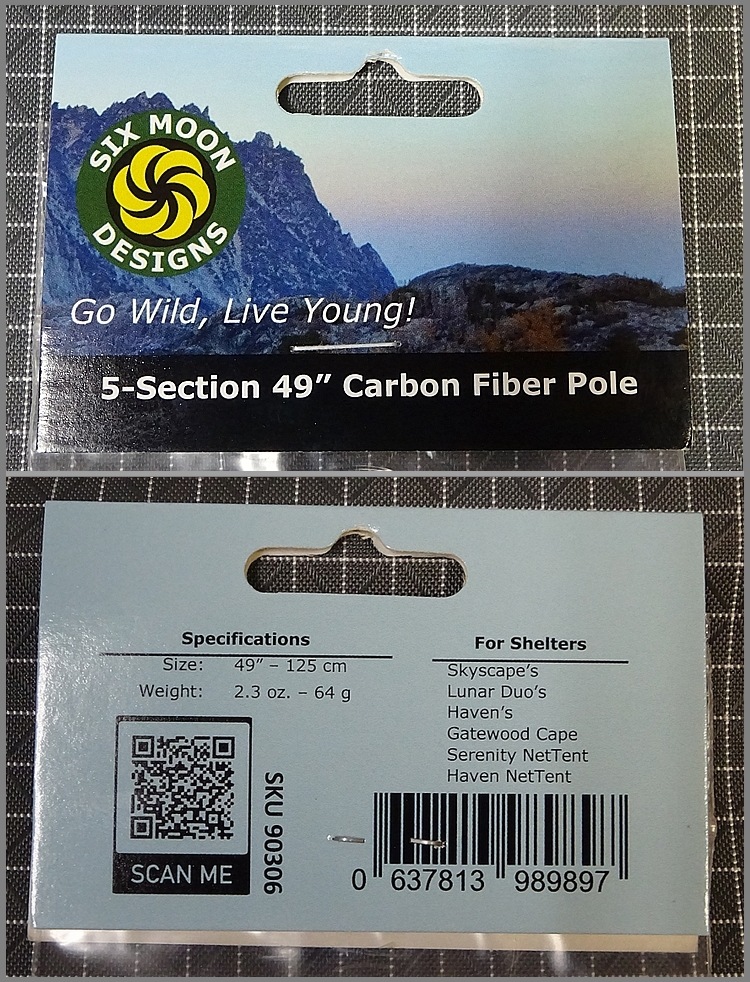 SIX MOON
DESIGNS
Go Wild, Live Young!
5-Section 49” Carbon Fiber Pole
Specifications
Size: 49” – 125 cm
Weight: 2.3 oz. – 64 g
SCAN ME
SKU 90306
For Shelters
Skyscape’s
Lunar Duo’s
Haven’s
Gatewood Cape
Serenity NetTent
Haven NetTent
0 637813 989897